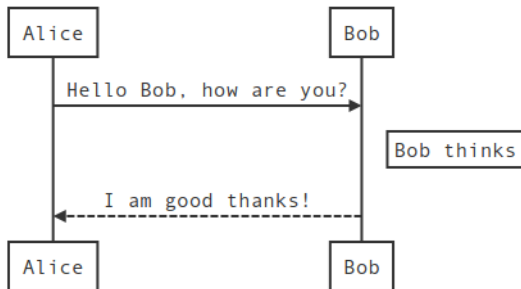 Alice Bob
Hello Bob, how are you?
Bob thinks
I am good thanks!
Alice Bob